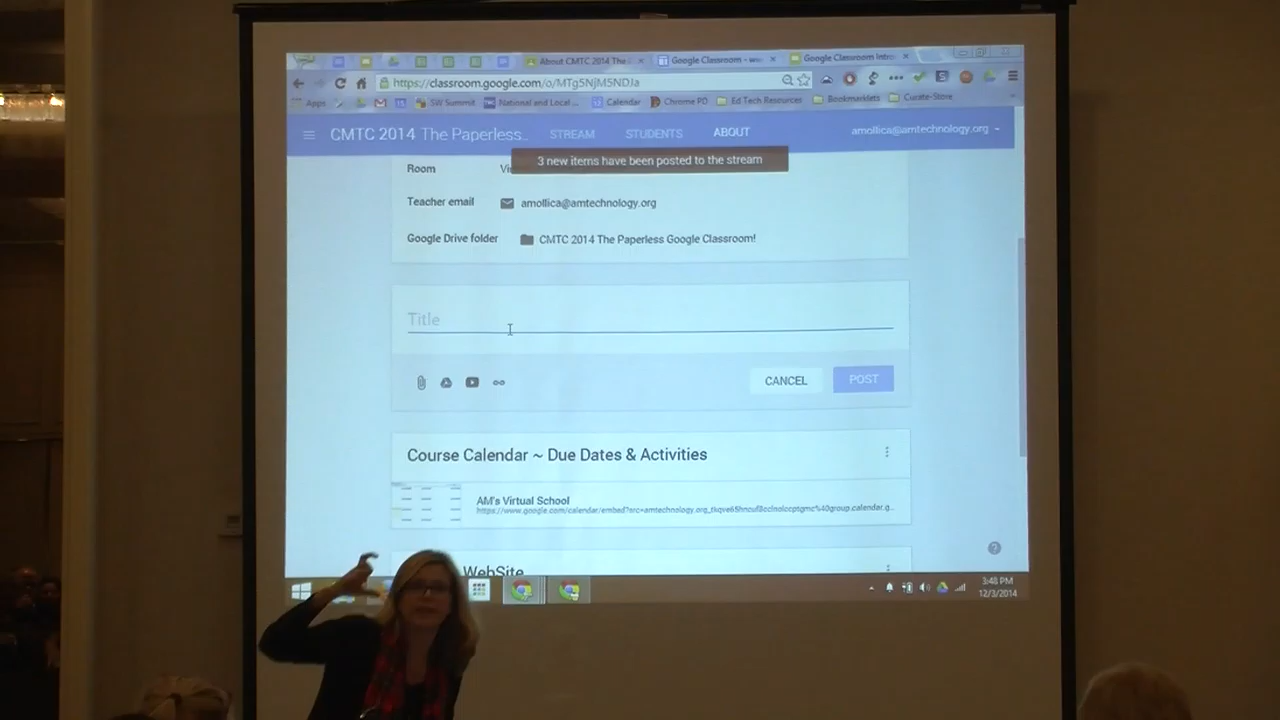 About CMTC 2014 The
Google Classroom - we
Google Classroom Intro
https://classroom.google.com/o/MTg5NjM5NDJa
Apps
SW Summit
National and Local ...
Calendar
Chrome PD
Ed Tech Resources
Bookmarklets
Curate-Store
CMTC 2014 The Paperless..
STREAM
STUDENTS
ABOUT
amollica@amtechnology.org
3 new items have been posted to the stream
Room
Teacher email
amollica@amtechnology.org
Google Drive folder
CMTC 2014 The Paperless Google Classroom!
Title
CANCEL
POST
Course Calendar ~ Due Dates & Activities
AM's Virtual School
WebSite
3:48 PM
12/3/2014